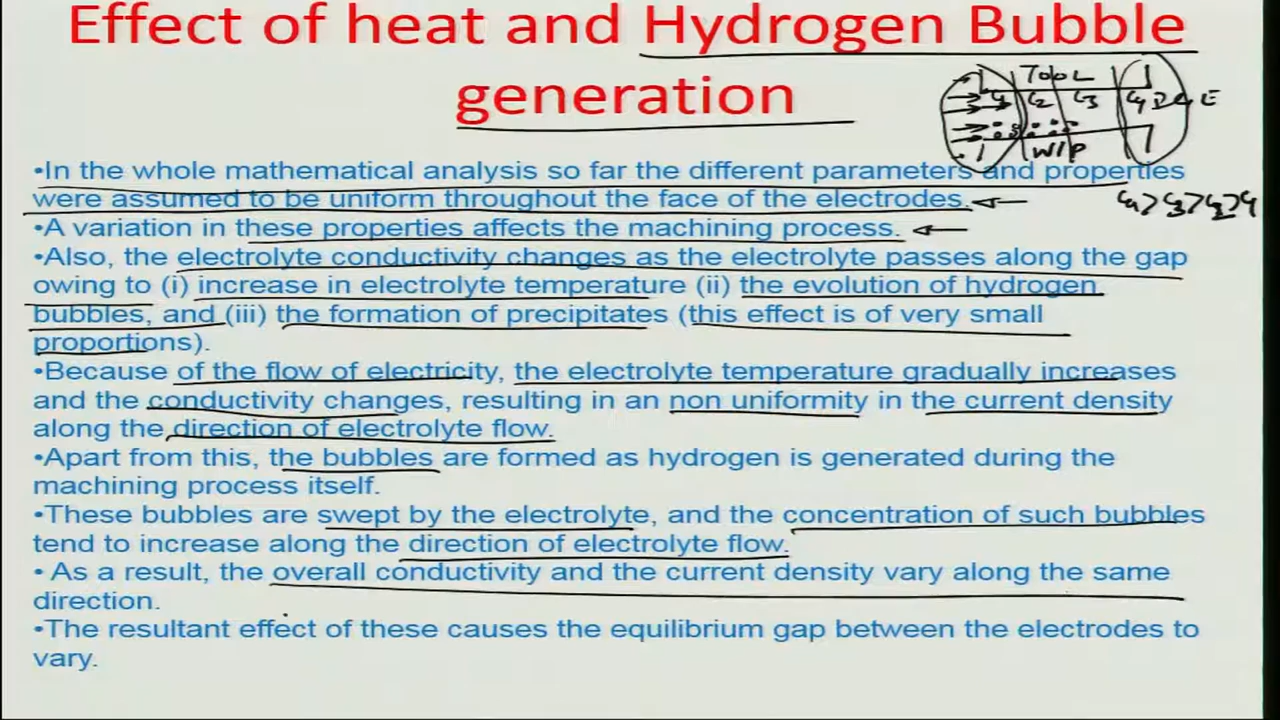 Effect of heat and Hydrogen Bubble
generation
TOOL
C2 C3 C4
W/P
•In the whole mathematical analysis so far the different parameters and properties
were assumed to be uniform throughout the face of the electrodes.
•A variation in these properties affects the machining process.
•Also, the electrolyte conductivity changes as the electrolyte passes along the gap
owing to (i) increase in electrolyte temperature (ii) the evolution of hydrogen
bubbles, and (iii) the formation of precipitates (this effect is of very small
proportions).
•Because of the flow of electricity, the electrolyte temperature gradually increases
and the conductivity changes, resulting in an non uniformity in the current density
along the direction of electrolyte flow.
•Apart from this, the bubbles are formed as hydrogen is generated during the
machining process itself.
•These bubbles are swept by the electrolyte, and the concentration of such bubbles
tend to increase along the direction of electrolyte flow.
• As a result, the overall conductivity and the current density vary along the same
direction.
•The resultant effect of these causes the equilibrium gap between the electrodes to
vary.